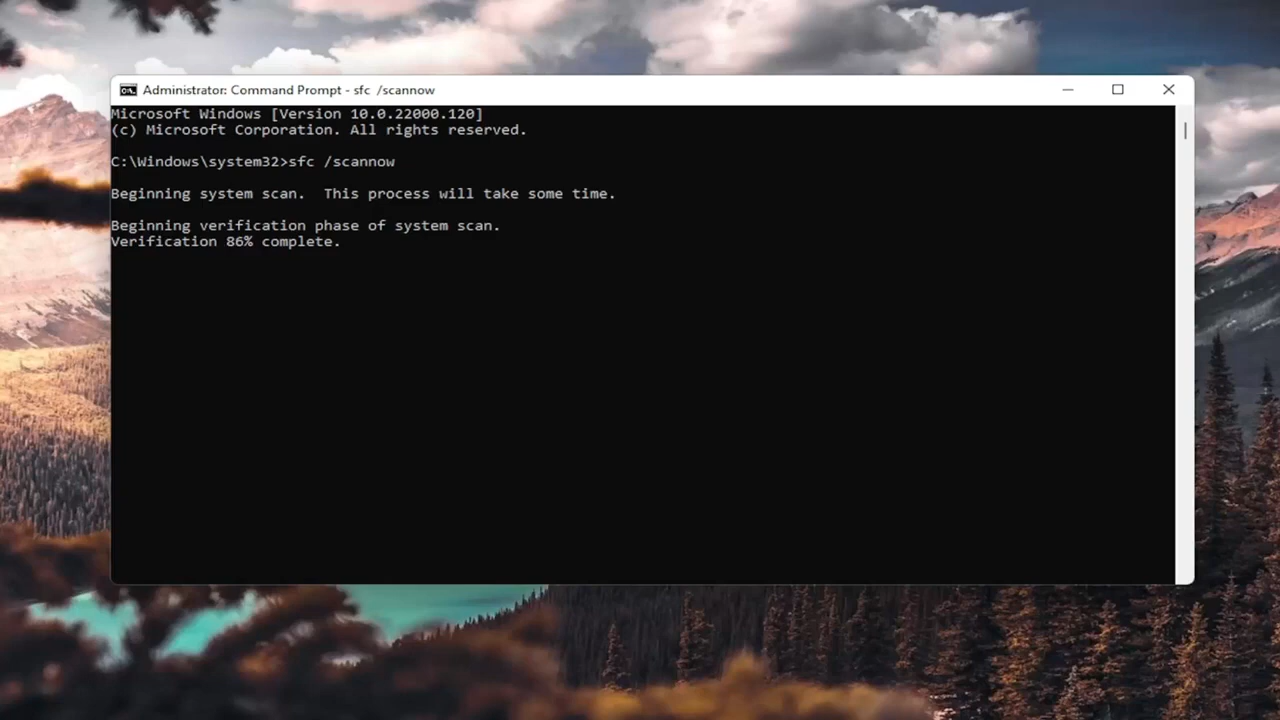 Administrator: Command Prompt - sfc  /scannow
Microsoft Windows [Version 10.0.22000.120]
(c) Microsoft Corporation. All rights reserved.
C:\Windows\system32>sfc /scannow
Beginning system scan.  This process will take some time.
Beginning verification phase of system scan.
Verification 86% complete.